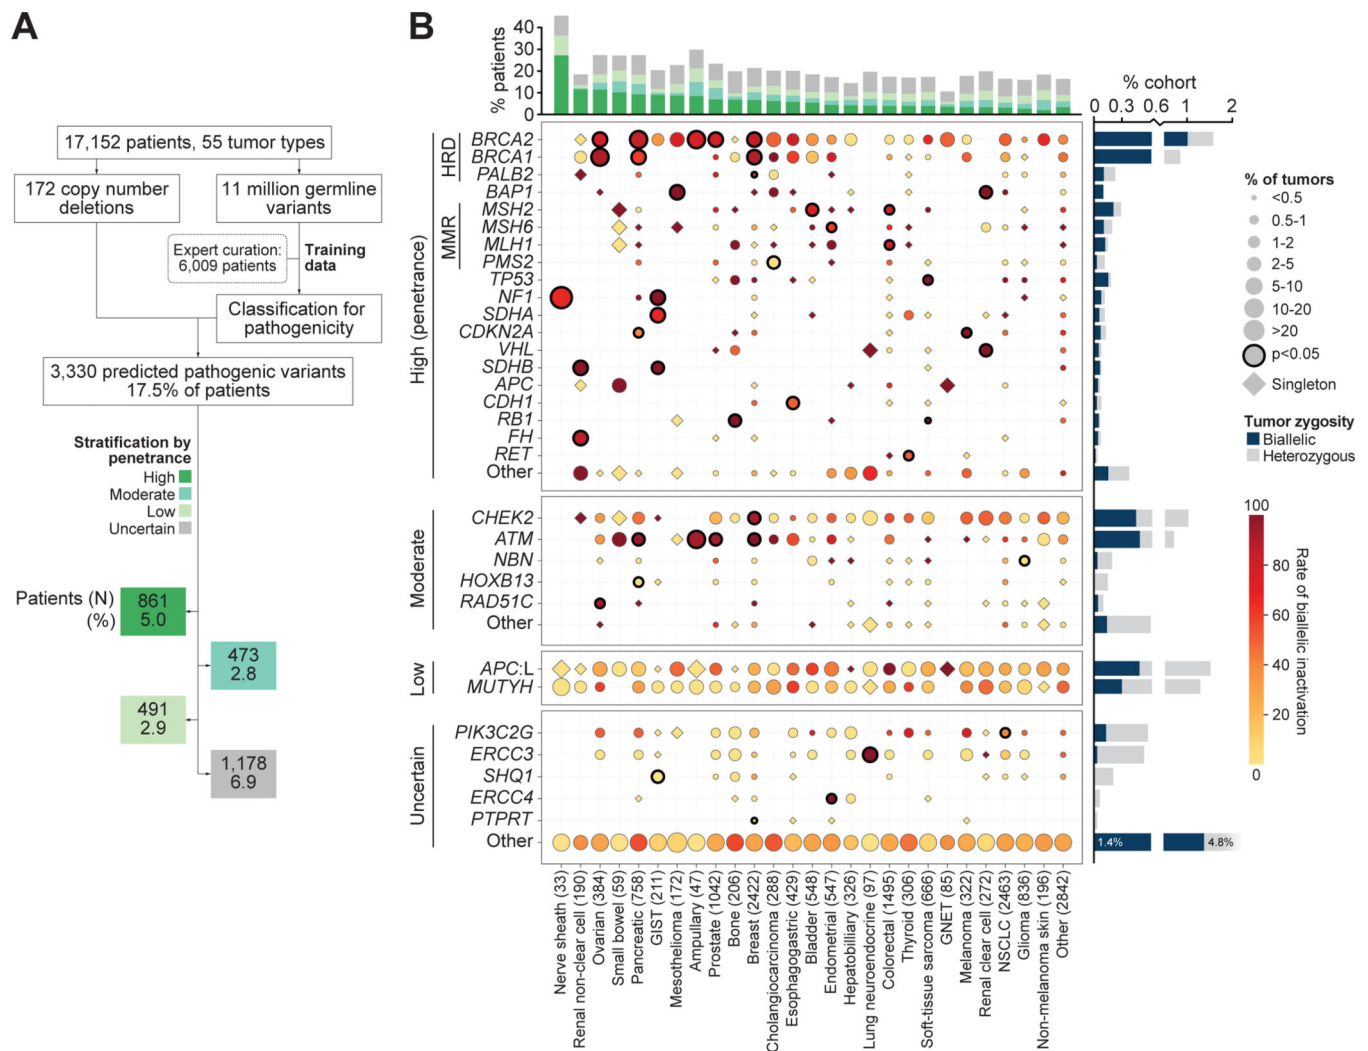 A
17,152 patients, 55 tumor types
172 copy number
deletions
11 million germline
variants
Expert curation:
6,009 patients
Training
data
Classification for
pathogenicity
3,330 predicted pathogenic variants
17.5% of patients
Stratification by
penetrance
High
Moderate
Low
Uncertain
Patients (N)
(%)
861
5.0
473
2.8
491
2.9
1,178
6.9
B
% patients
40
30
20
10
0
% cohort
0 0.3 0.6 1 2
High (penetrance)
HRD
MMR
BRCA2
BRCA1
PALB2
BAP1
MSH2
MSH6
MLH1
PMS2
TP53
NF1
SDHA
CDKN2A
VHL
SDHB
APC
CDH1
RB1
FH
RET
Other
Moderate
CHEK2
ATM
NBN
HOXB13
RAD51C
Other
Low
APC:L
MUTYH
Uncertain
PIK3C2G
ERCC3
SHQ1
ERCC4
PTPRT
Other
1.4%
4.8%
Nerve sheath (33)
Renal non-clear cell (190)
Ovarian (384)
Small bowel (59)
Pancreatic (758)
GIST (211)
Mesothelioma (172)
Ampullary (47)
Prostate (1042)
Bone (206)
Breast (2422)
Cholangiocarcinoma (288)
Esophagogastric (429)
Bladder (548)
Endometrial (547)
Hepatobilliary (326)
Lung neuroendocrine (97)
Colorectal (1495)
Thyroid (306)
Soft-tissue sarcoma (666)
GNET (85)
Melanoma (322)
Renal clear cell (272)
NSCLC (2463)
Glioma (836)
Non-melanoma skin (196)
Other (2842)
% of tumors
<0.5
0.5-1
1-2
2-5
5-10
10-20
>20
p<0.05
Singleton
Tumor zygosity
Biallelic
Heterozygous
100
80
60
40
20
0
Rate of biallelic inactivation